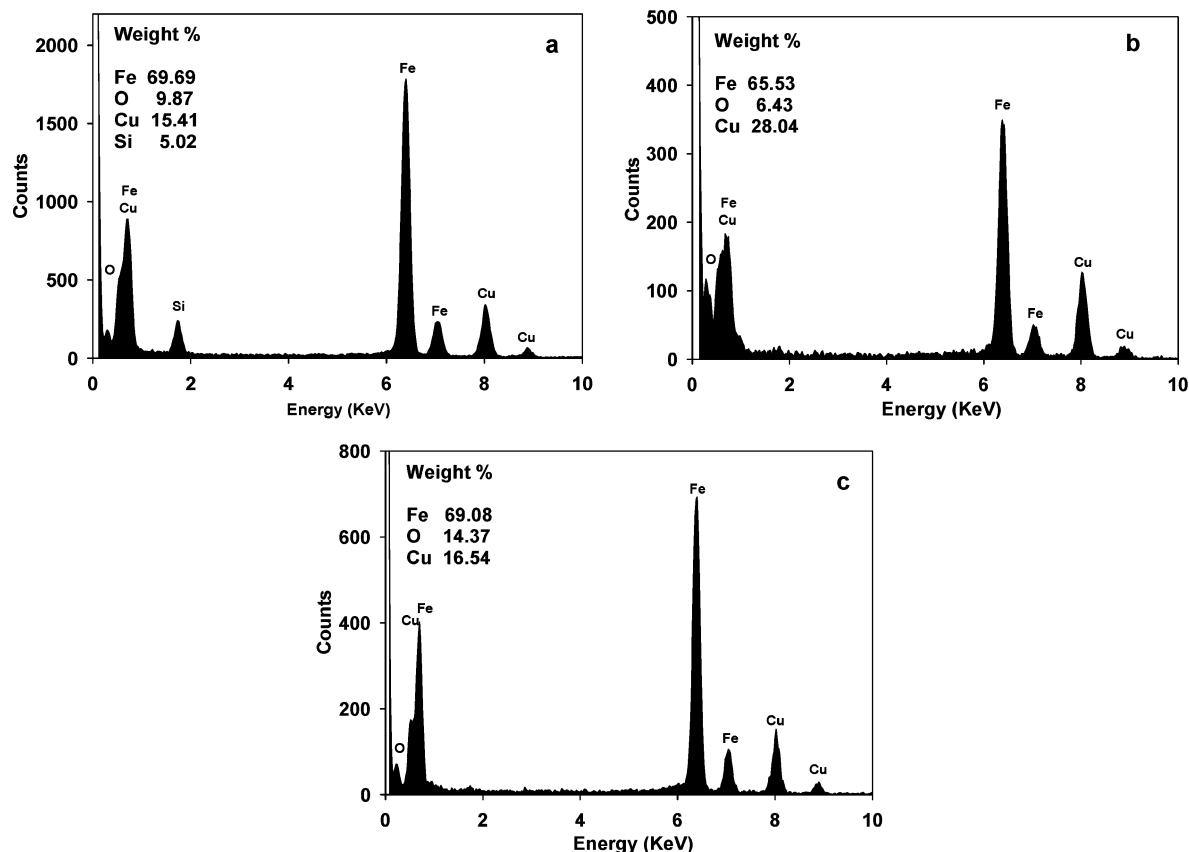 Weight %
a
Fe 69.69
O 9.87
Cu 15.41
Si 5.02
2000
1500
1000
500
0
Counts
Fe
Cu
O
Si
Fe
Fe
Cu
Cu
0 2 4 6 8 10
Energy (KeV)
Weight %
b
Fe 65.53
O 6.43
Cu 28.04
500
400
300
200
100
0
Counts
Fe
Cu
O
Fe
Fe
Cu
Cu
0 2 4 6 8 10
Energy (KeV)
Weight %
c
Fe 69.08
O 14.37
Cu 16.54
800
600
400
200
0
Counts
Fe
Cu
O
Fe
Fe
Cu
Cu
0 2 4 6 8 10
Energy (KeV)